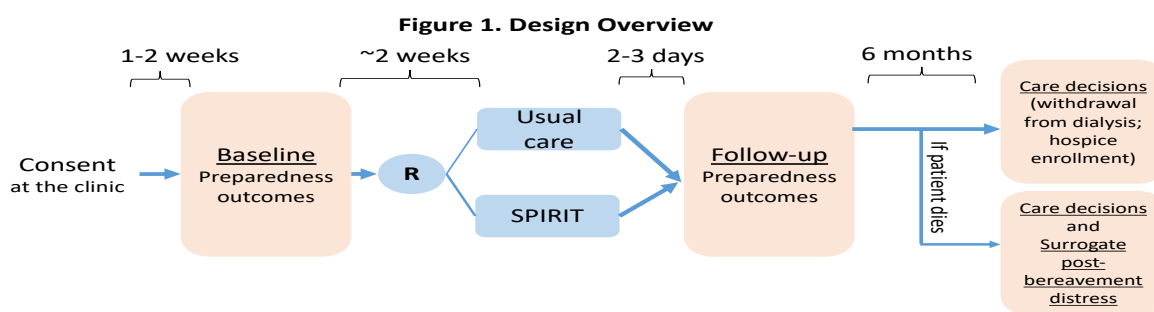 Figure 1. Design Overview
1-2 weeks
~2 weeks
2-3 days
6 months
Consent
at the clinic
Baseline
Preparedness
outcomes
R
Usual
care
SPIRIT
Follow-up
Preparedness
outcomes
If patient dies
Care decisions
(withdrawal
from dialysis;
hospice
enrollment)
Care decisions
and
Surrogate
post-
bereavement
distress